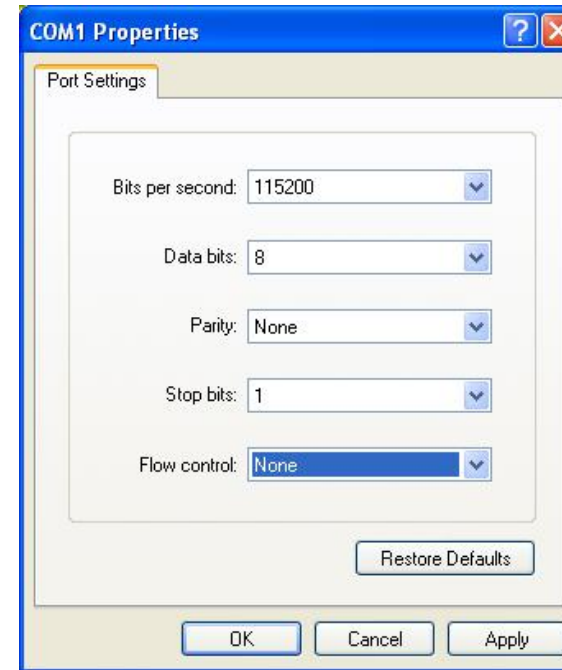 COM1 Properties
Port Settings
Bits per second: 115200
Data bits: 8
Parity: None
Stop bits: 1
Flow control: None
Restore Defaults
OK Cancel Apply